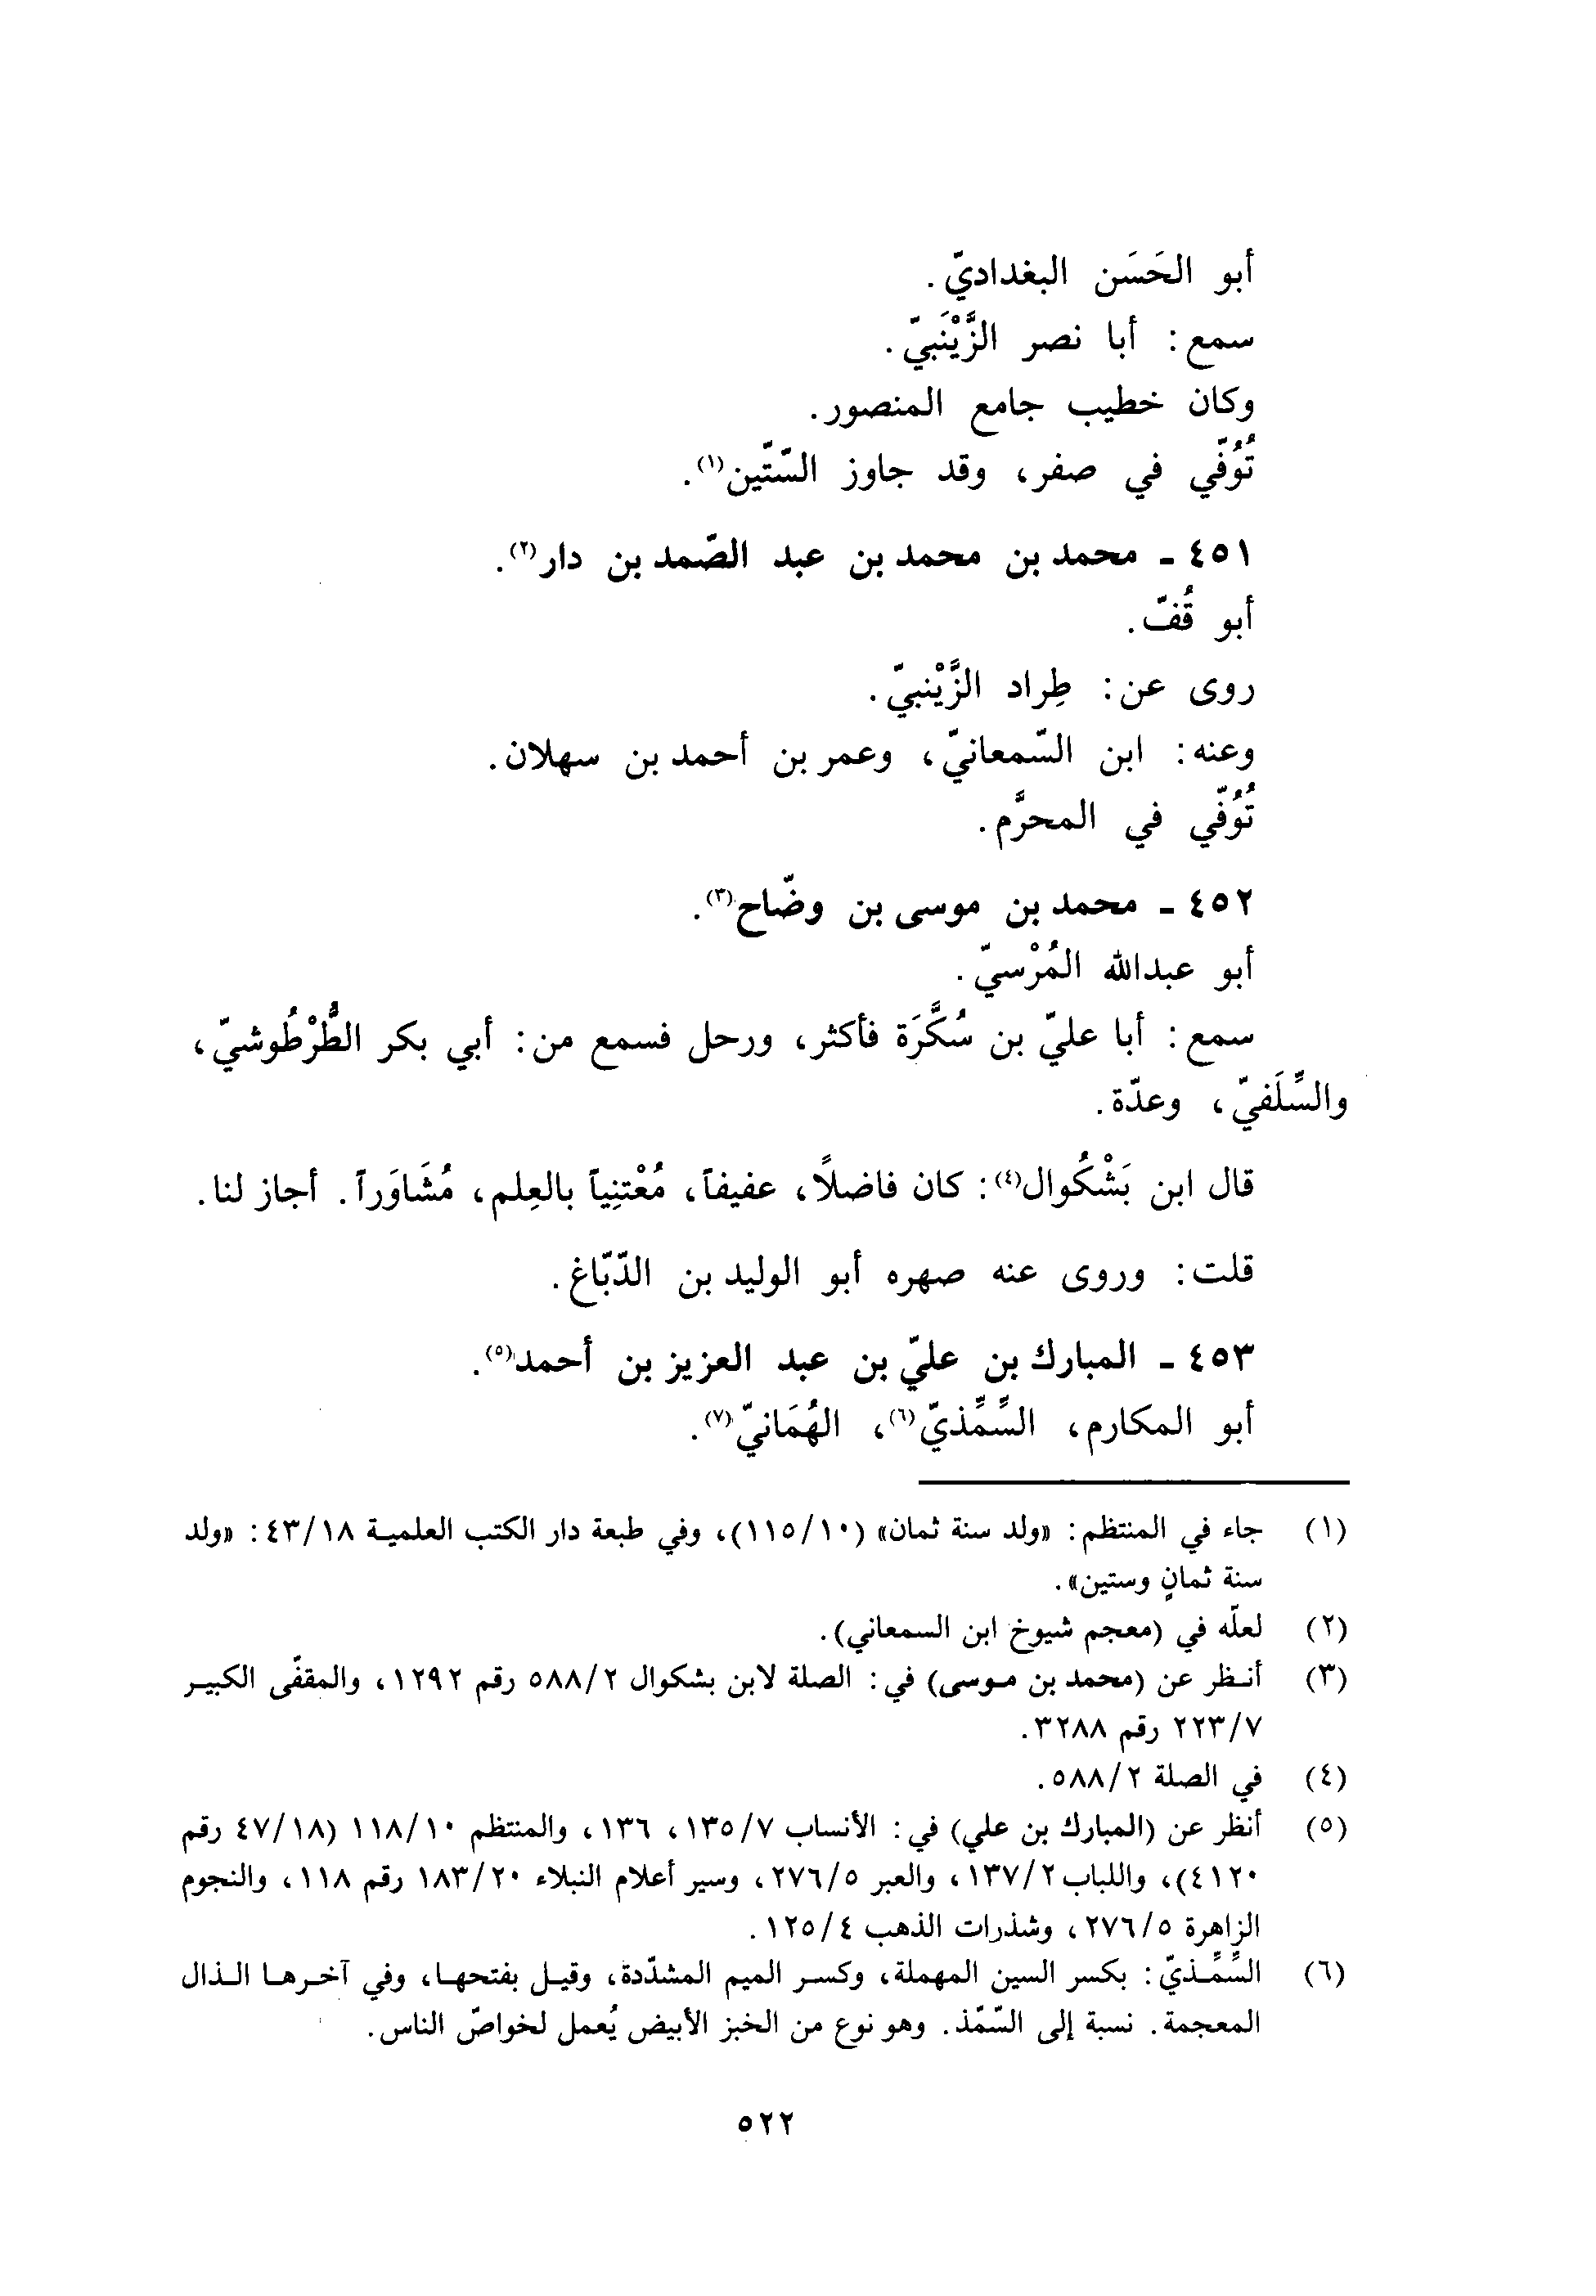 أبو الحَسَن البغداديّ.
سمع: أبا نصر الزَّيْنَبيّ.
وكان خطيب جامع المنصور.
تُوُفّي في صفر، وقد جاوز السّتّين(١).
٤٥١ ـ محمد بن محمد بن عبد الصّمد بن دار(٢).
أبو قُفّ.
روى عن: طِراد الزَّيْنبيّ.
وعنه: ابن السّمعانيّ، وعمر بن أحمد بن سهلان.
تُوُفّي في المحرَّم.
٤٥٢ ـ محمد بن موسى بن وضّاح(٣).
أبو عبدالله المُرْسيّ.
سمع: أبا عليّ بن سُكَّرَة فأكثر، ورحل فسمع من: أبي بكر الطُّرْطُوشيّ،
والسِّلَفيّ، وعدّة.
قال ابن بَشْكُوال(٤): كان فاضلًا، عفيفاً، مُعْتنِياً بالعِلم، مُشَاوَراً. أجاز لنا.
قلت: وروى عنه صهره أبو الوليد بن الدّبّاغ.
٤٥٣ ـ المبارك بن عليّ بن عبد العزيز بن أحمد(٥).
أبو المكارم، السِّمِّذيّ(٦)، الهُمَانيّ(٧).
(١) جاء في المنتظم: «ولد سنة ثمان» (١١٥/١٠)، وفي طبعة دار الكتب العلمية ٤٣/١٨: «ولد
سنة ثمانٍ وستين».
(٢) لعلّه في (معجم شيوخ ابن السمعاني).
(٣) أنظر عن (محمد بن موسى) في: الصلة لابن بشكوال ٥٨٨/٢ رقم ١٢٩٢، والمقفّى الكبير
٢٢٣/٧ رقم ٣٢٨٨.
(٤) في الصلة ٥٨٨/٢.
(٥) أنظر عن (المبارك بن علي) في: الأنساب ١٣٥/٧، ١٣٦، والمنتظم ١١٨/١٠ (٤٧/١٨ رقم
٤١٢٠)، واللباب ١٣٧/٢، والعبر ٢٧٦/٥، وسير أعلام النبلاء ١٨٣/٢٠ رقم ١١٨، والنجوم
الزاهرة ٢٧٦/٥، وشذرات الذهب ١٢٥/٤.
(٦) السِّمِّذيّ: بكسر السين المهملة، وكسر الميم المشدّدة، وقيل بفتحها، وفي آخرها الذال
المعجمة. نسبة إلى السّمّذ. وهو نوع من الخبز الأبيض يُعمل لخواصّ الناس.
٥٢٢